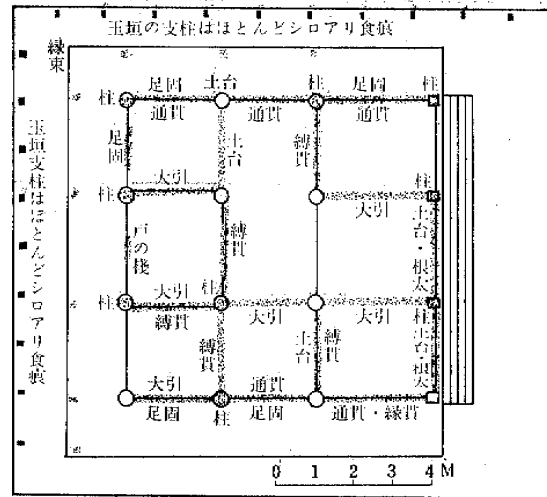 玉垣の支柱はほとんどシロアリ食痕
縁束
玉垣支柱はほとんどシロアリ食痕
足固
土台
柱
足固
柱
柱
通貫
通貫
通貫
足固
土台
縛貫
大引
柱
柱
大引
戸の棧
縛貫
土台・根太
大引
柱
柱
縛貫
大引
大引
柱
土台・根太
縛貫
土台
縛貫
大引
通貫
足固
柱
足固
通貫・縁貫
0 1 2 3 4 M